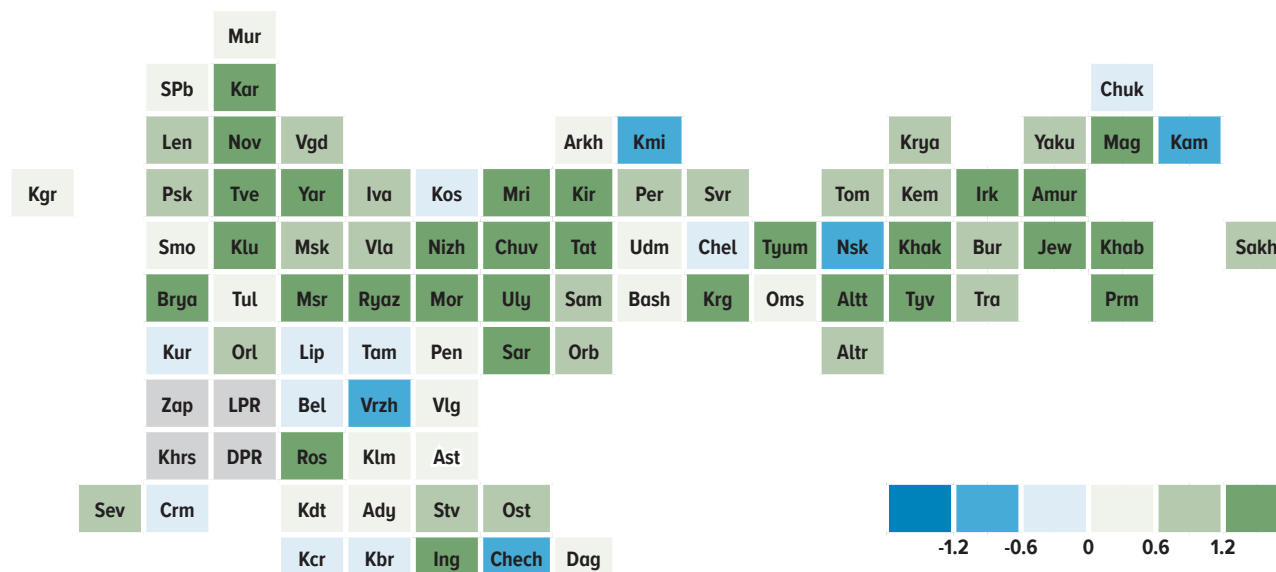 Mur
SPb Kar Chuk
Len Nov Vgd Arkh Kmi Krya Yaku Mag Kam
Kgr Psk Tve Yar Iva Kos Mri Kir Per Svr Tom Kem Irk Amur
Smo Klu Msk Vla Nizh Chuv Tat Udm Chel Tyum Nsk Khak Bur Jew Khab Sakh
Brya Tul Msr Ryaz Mor Uly Sam Bash Krg Oms Altt Tyv Tra Prm
Kur Orl Lip Tam Pen Sar Orb Altr
Zap LPR Bel Vrzh Vlg
Khrs DPR Ros Klm Ast
Sev Crm Kdt Ady Stv Ost
-1.2 -0.6 0 0.6 1.2
Kcr Kbr Ing Chech Dag